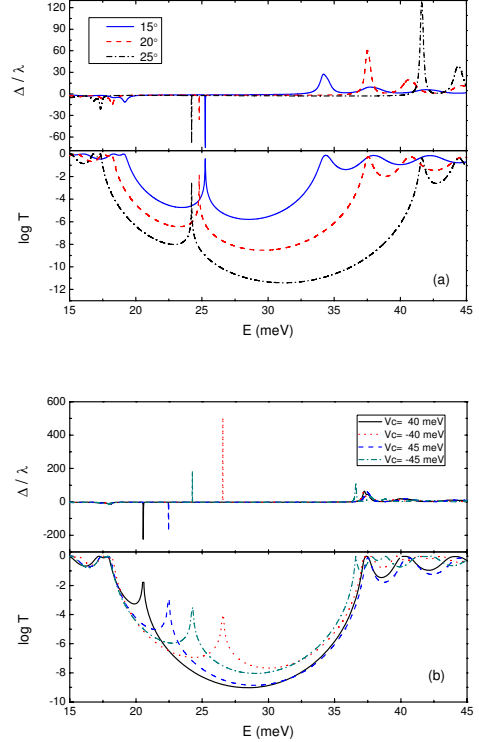 120
90
60
30
0
-30
-60
Δ / λ
15°
20°
25°
0
-2
-4
-6
-8
-10
-12
log T
(a)
15 20 25 30 35 40 45
E (meV)
600
400
200
0
-200
Δ / λ
Vc= 40 meV
Vc= -40 meV
Vc= 45 meV
Vc= -45 meV
0
-2
-4
-6
-8
-10
log T
(b)
15 20 25 30 35 40 45
E (meV)